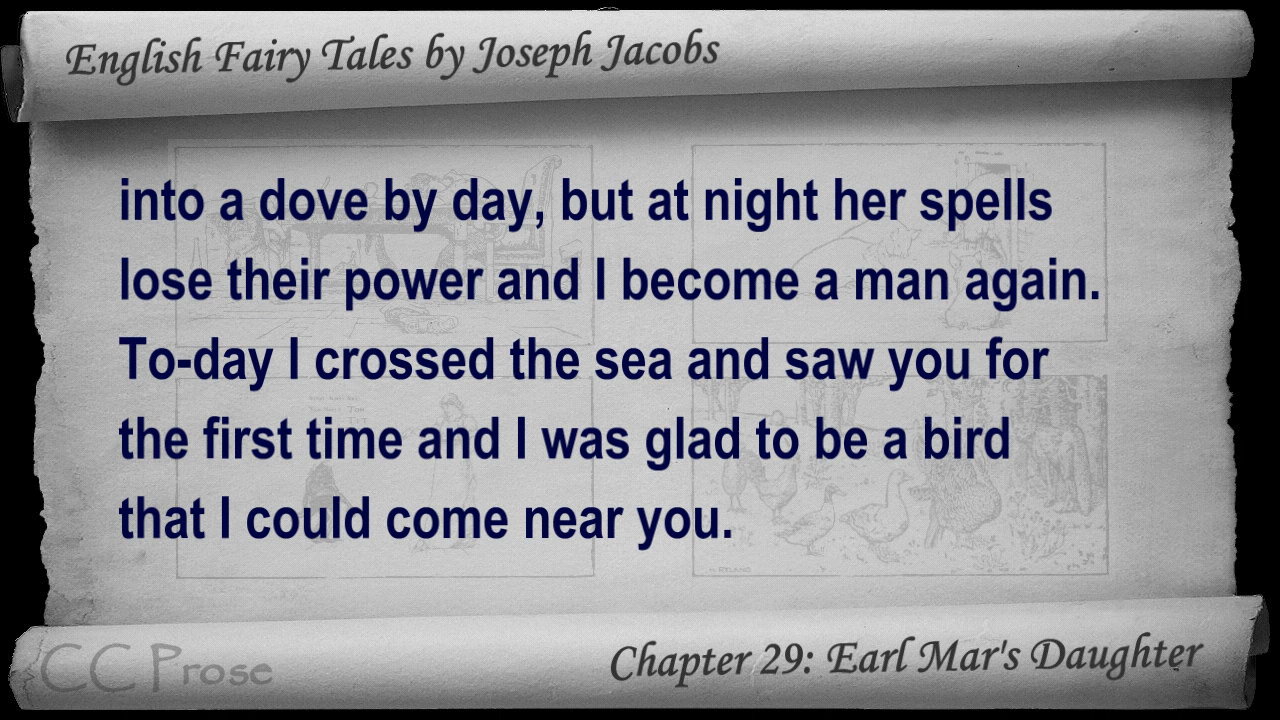 English Fairy Tales by Joseph Jacobs
into a dove by day, but at night her spells
lose their power and I become a man again.
To-day I crossed the sea and saw you for
the first time and I was glad to be a bird
that I could come near you.
CC Prose
Chapter 29: Earl Mar's Daughter